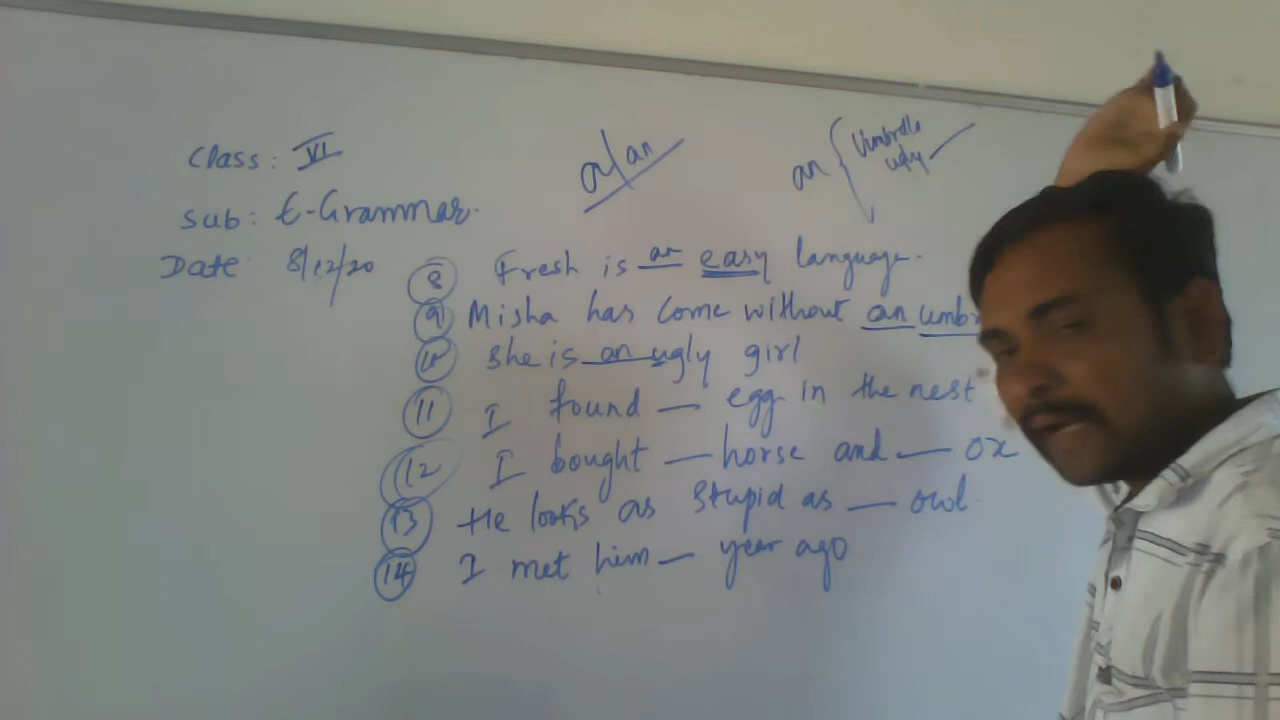 Class: VI
Sub: E-Grammar.
Date 8/12/20
a/an
an { Umbrella
ugly
8 Fresh is an easy language.
9 Misha has come without an umbr
10 She is an ugly girl
11 I found — egg in the nest
12 I bought — horse and — ox
13 He looks as stupid as — owl.
14 I met him — year ago